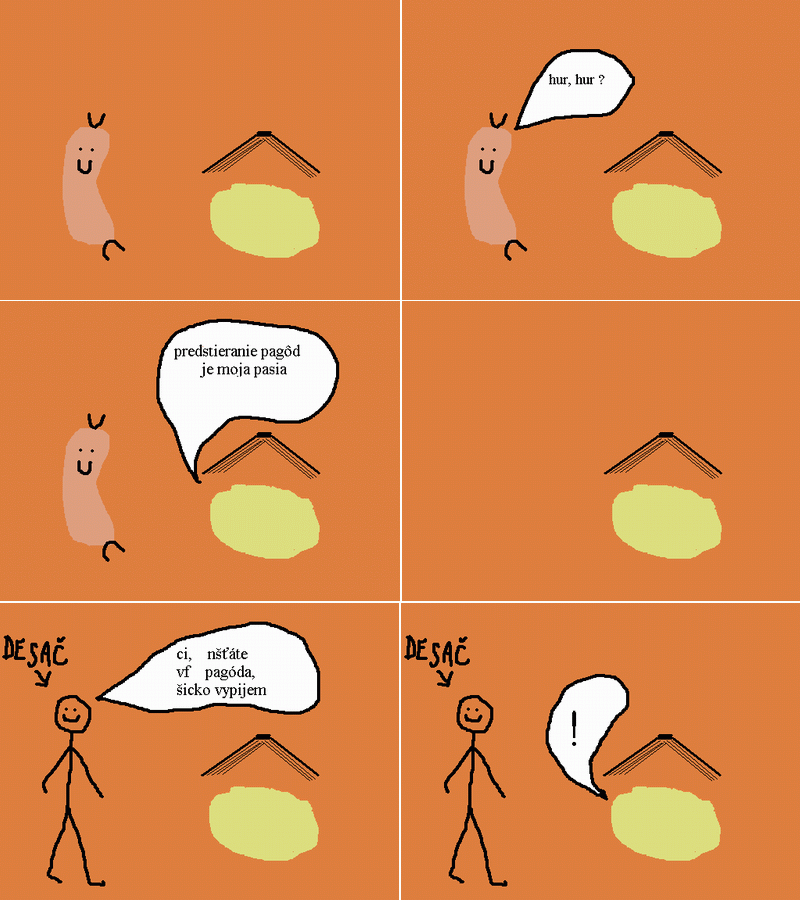 hur, hur ?
predstieranie pagôd
je moja pasia
DESAČ
ci, nšťáte
vf pagóda,
šicko vypijem
DESAČ
!